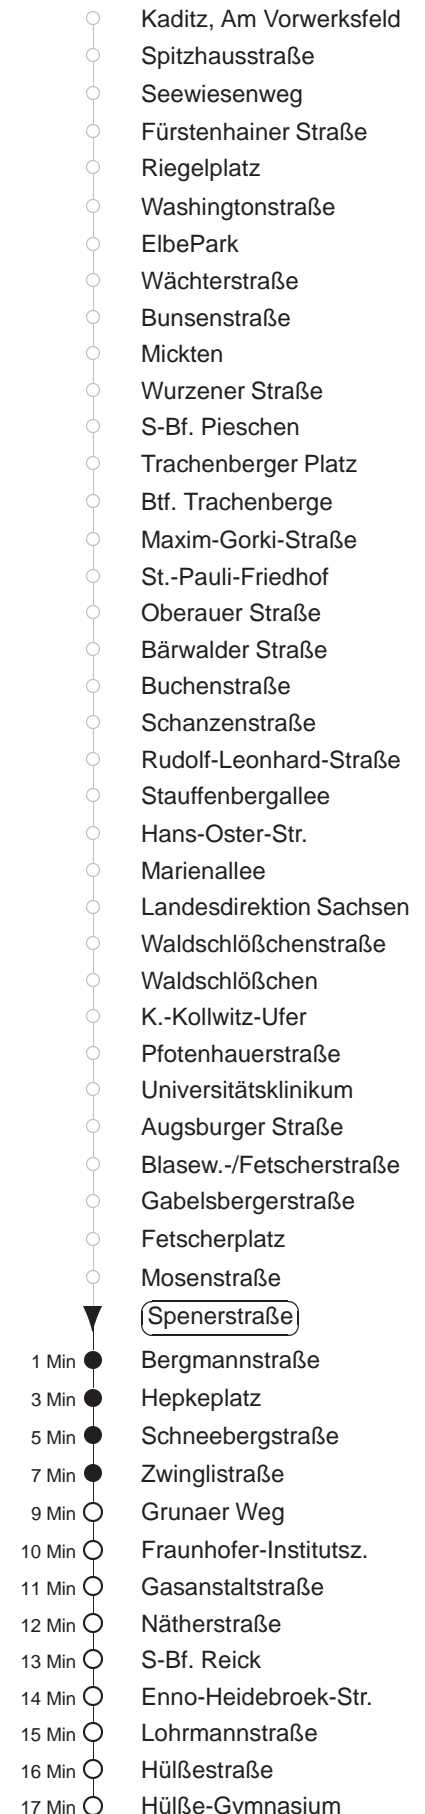 Kaditz, Am Vorwerksfeld
Spitzhausstraße
Seewiesenweg
Fürstenhainer Straße
Riegelplatz
Washingtonstraße
ElbePark
Wächterstraße
Bunsenstraße
Mickten
Wurzener Straße
S-Bf. Pieschen
Trachenberger Platz
Btf. Trachenberge
Maxim-Gorki-Straße
St.-Pauli-Friedhof
Oberauer Straße
Bärwalder Straße
Buchenstraße
Schanzenstraße
Rudolf-Leonhard-Straße
Stauffenbergallee
Hans-Oster-Str.
Marienallee
Landesdirektion Sachsen
Waldschlößchenstraße
Waldschlößchen
K.-Kollwitz-Ufer
Pfotenhauerstraße
Universitätsklinikum
Augsburger Straße
Blasew.-/Fetscherstraße
Gabelsbergerstraße
Fetscherplatz
Mosenstraße
Spenerstraße
1 Min Bergmannstraße
3 Min Hepkeplatz
5 Min Schneebergstraße
7 Min Zwinglistraße
9 Min Grunaer Weg
10 Min Fraunhofer-Institutsz.
11 Min Gasanstaltstraße
12 Min Nätherstraße
13 Min S-Bf. Reick
14 Min Enno-Heidebroek-Str.
15 Min Lohrmannstraße
16 Min Hülßestraße
17 Min Hülße-Gymnasium